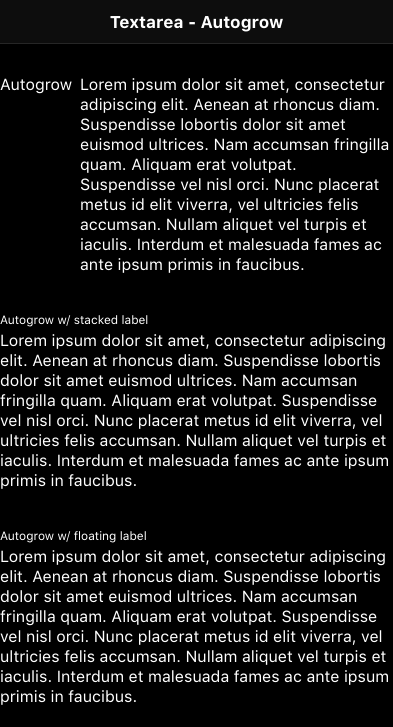 Textarea - Autogrow
Autogrow Lorem ipsum dolor sit amet, consectetur
adipiscing elit. Aenean at rhoncus diam.
Suspendisse lobortis dolor sit amet
euismod ultrices. Nam accumsan fringilla
quam. Aliquam erat volutpat.
Suspendisse vel nisl orci. Nunc placerat
metus id elit viverra, vel ultricies felis
accumsan. Nullam aliquet vel turpis et
iaculis. Interdum et malesuada fames ac
ante ipsum primis in faucibus.
Autogrow w/ stacked label
Lorem ipsum dolor sit amet, consectetur adipiscing
elit. Aenean at rhoncus diam. Suspendisse lobortis
dolor sit amet euismod ultrices. Nam accumsan
fringilla quam. Aliquam erat volutpat. Suspendisse
vel nisl orci. Nunc placerat metus id elit viverra, vel
ultricies felis accumsan. Nullam aliquet vel turpis et
iaculis. Interdum et malesuada fames ac ante ipsum
primis in faucibus.
Autogrow w/ floating label
Lorem ipsum dolor sit amet, consectetur adipiscing
elit. Aenean at rhoncus diam. Suspendisse lobortis
dolor sit amet euismod ultrices. Nam accumsan
fringilla quam. Aliquam erat volutpat. Suspendisse
vel nisl orci. Nunc placerat metus id elit viverra, vel
ultricies felis accumsan. Nullam aliquet vel turpis et
iaculis. Interdum et malesuada fames ac ante ipsum
primis in faucibus.